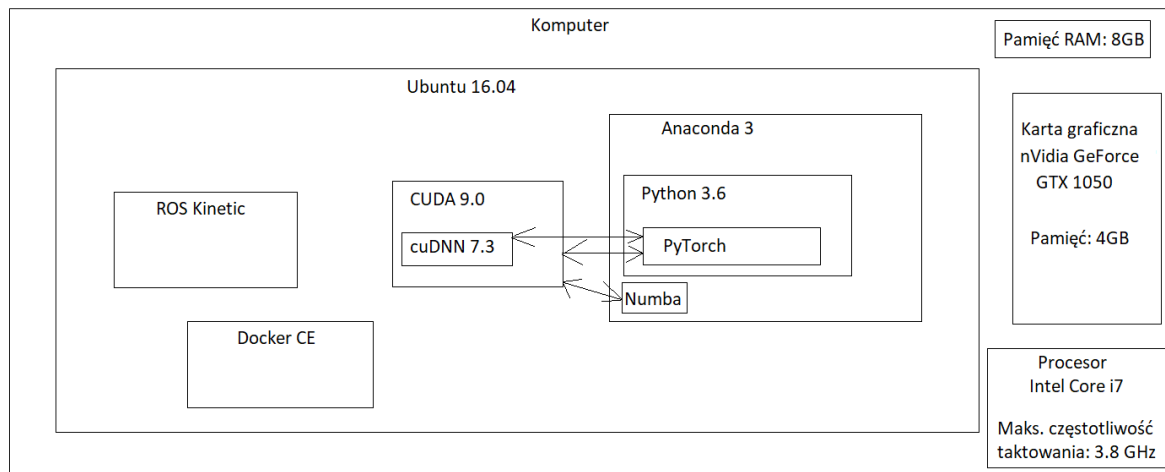 Komputer
Pamięć RAM: 8GB
Ubuntu 16.04
Anaconda 3
Karta graficzna
nVidia GeForce
GTX 1050
Pamięć: 4GB
CUDA 9.0
Python 3.6
ROS Kinetic
cuDNN 7.3
PyTorch
Numba
Docker CE
Procesor
Intel Core i7
Maks. częstotliwość
taktowania: 3.8 GHz